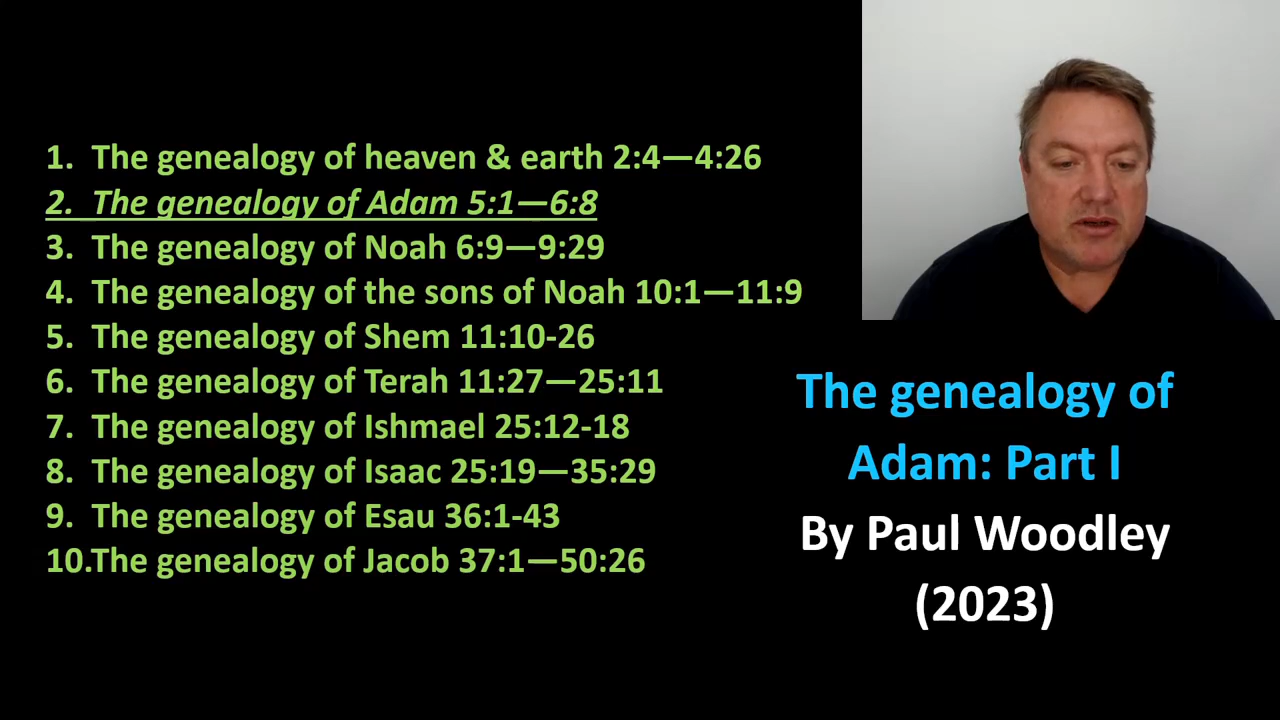 1. The genealogy of heaven & earth 2:4—4:26
2. The genealogy of Adam 5:1—6:8
3. The genealogy of Noah 6:9—9:29
4. The genealogy of the sons of Noah 10:1—11:9
5. The genealogy of Shem 11:10-26
6. The genealogy of Terah 11:27—25:11
7. The genealogy of Ishmael 25:12-18
8. The genealogy of Isaac 25:19—35:29
9. The genealogy of Esau 36:1-43
10.The genealogy of Jacob 37:1—50:26
The genealogy of
Adam: Part I
By Paul Woodley
(2023)